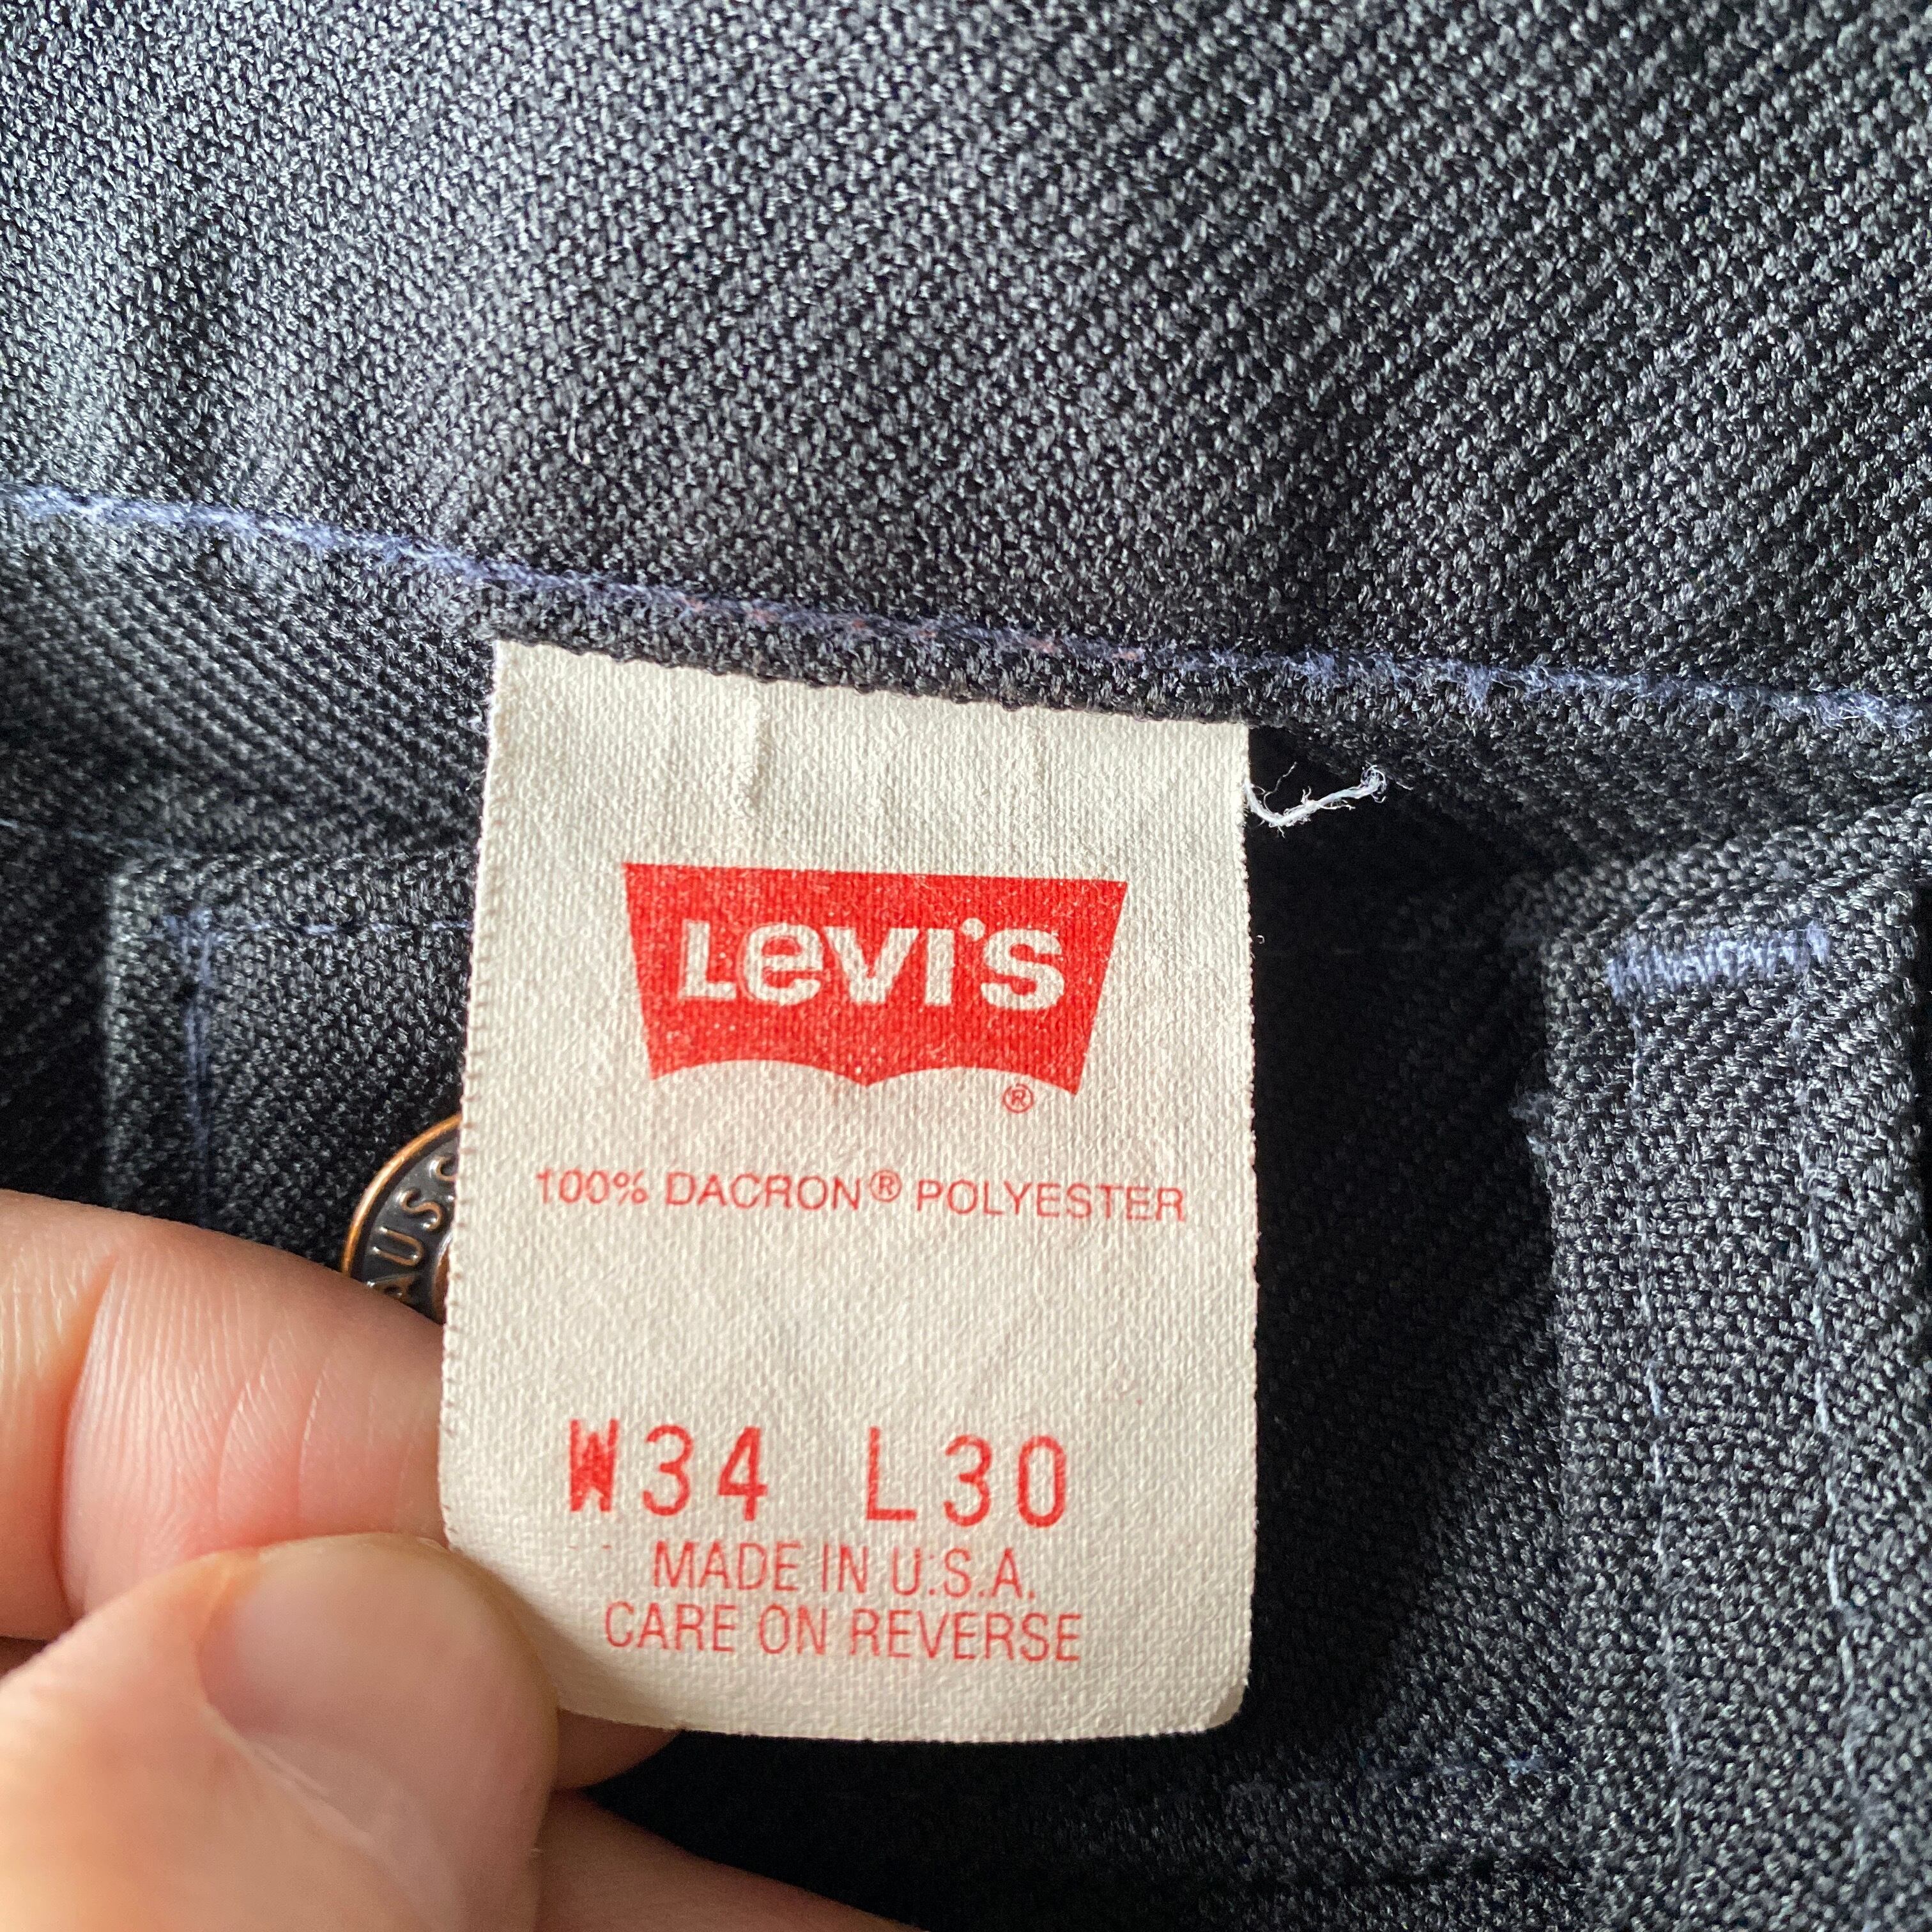 Levi's
®
100% DACRON® POLYESTER
W34 L30
MADE IN U.S.A.
CARE ON REVERSE